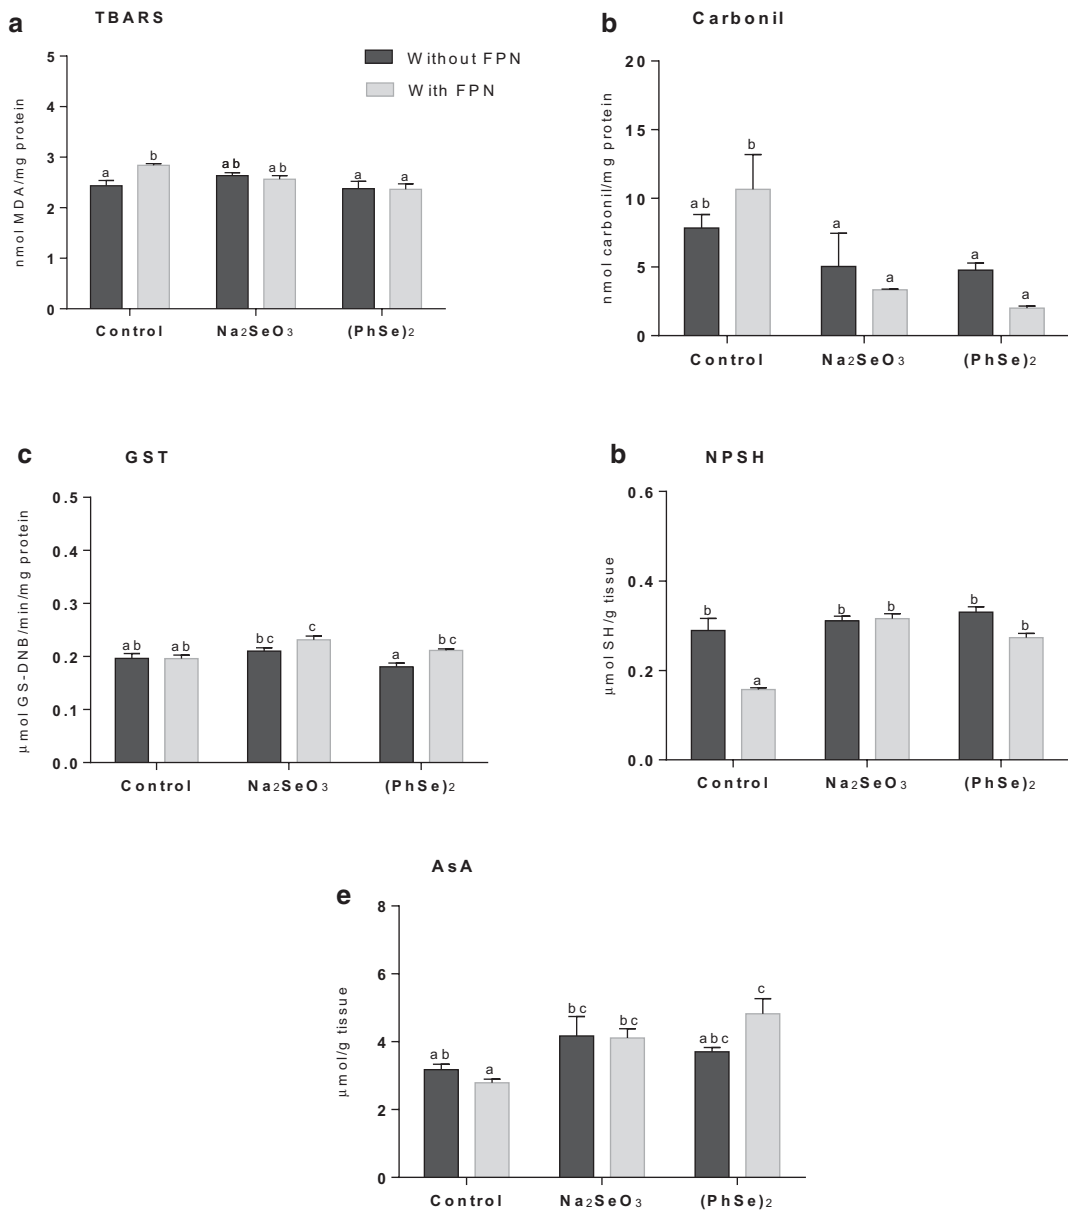 a
TBARS
Without FPN
With FPN
nmol MDA/mg protein
5
4
3
2
1
0
a
b
ab
ab
a
a
Control
Na₂SeO₃
(PhSe)₂
b
Carbonil
nmol carbonil/mg protein
20
15
10
5
0
ab
b
a
a
a
a
Control
Na₂SeO₃
(PhSe)₂
c
GST
µmol GS-DNB/min/mg protein
0.5
0.4
0.3
0.2
0.1
0.0
ab
ab
bc
c
a
bc
Control
Na₂SeO₃
(PhSe)₂
b
NPSH
µmol SH/g tissue
0.6
0.4
0.2
0.0
b
a
b
b
b
b
Control
Na₂SeO₃
(PhSe)₂
e
AsA
µmol/g tissue
8
6
4
2
0
ab
a
bc
bc
abc
c
Control
Na₂SeO₃
(PhSe)₂